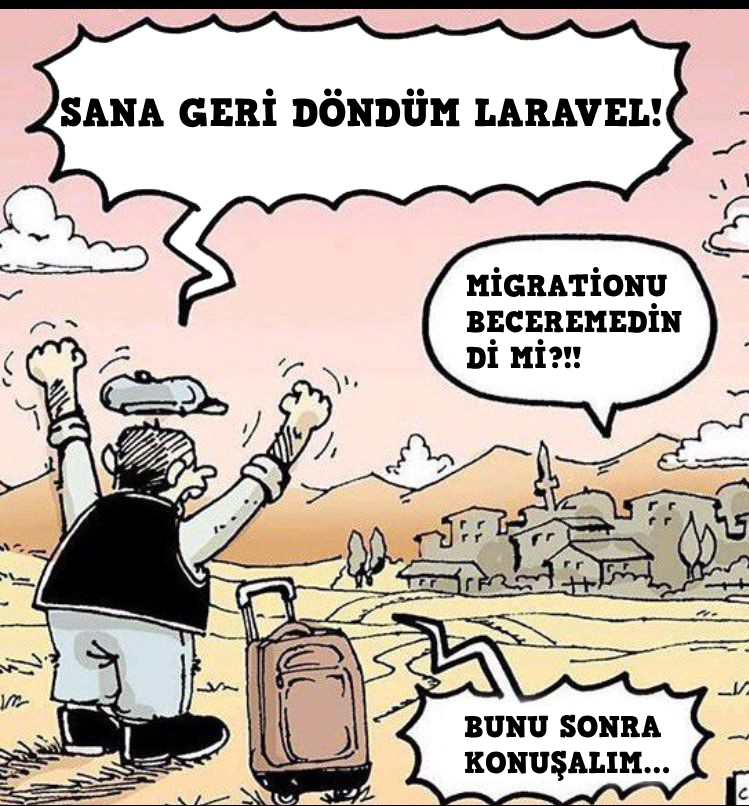 SANA GERİ DÖNDÜM LARAVEL!
MİGRATİONU
BECEREMEDİN
Dİ Mİ?!!
BUNU SONRA
KONUŞALIM...